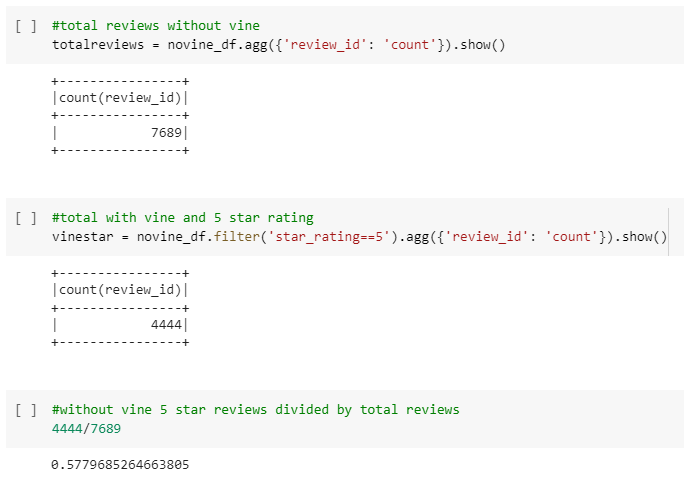 [ ] #total reviews without vine
totalreviews = novine_df.agg({'review_id': 'count'}).show()
+----------------+
|count(review_id)|
+----------------+
|            7689|
+----------------+
[ ] #total with vine and 5 star rating
vinestar = novine_df.filter('star_rating==5').agg({'review_id': 'count'}).show()
+----------------+
|count(review_id)|
+----------------+
|            4444|
+----------------+
[ ] #without vine 5 star reviews divided by total reviews
4444/7689
0.5779685264663805